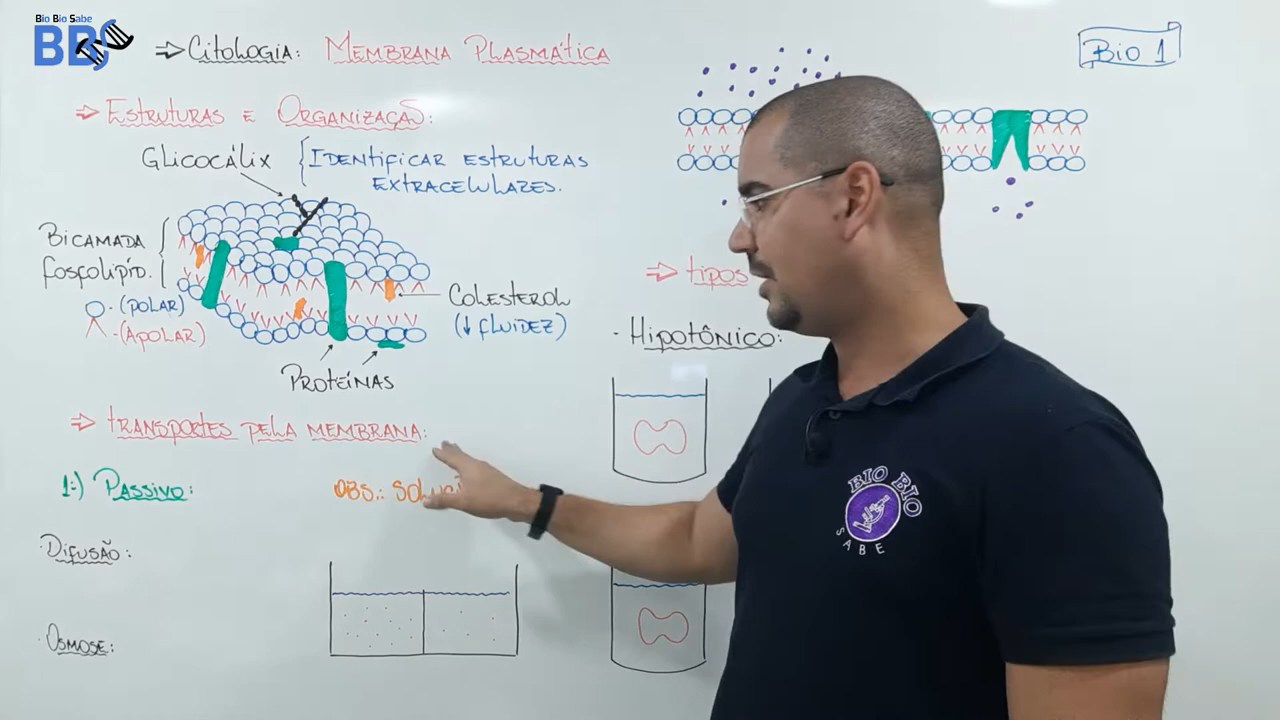 Bio Bio Sabe
BBS
⇒ Citologia: Membrana Plasmática
Bio 1
⇒ Estruturas e Organização:
Glicocálix
Identificar estruturas
extracelulares.
Bicamada
fosfolipíd.
- (polar)
- (Apolar)
Colesterol
(↓ fluidez)
Proteínas
⇒ tipos
· Hipotônico:
⇒ transportes pela membrana:
1:) Passivo:
obs.:
· Difusão:
· Osmose:
BIO BIO
SABE